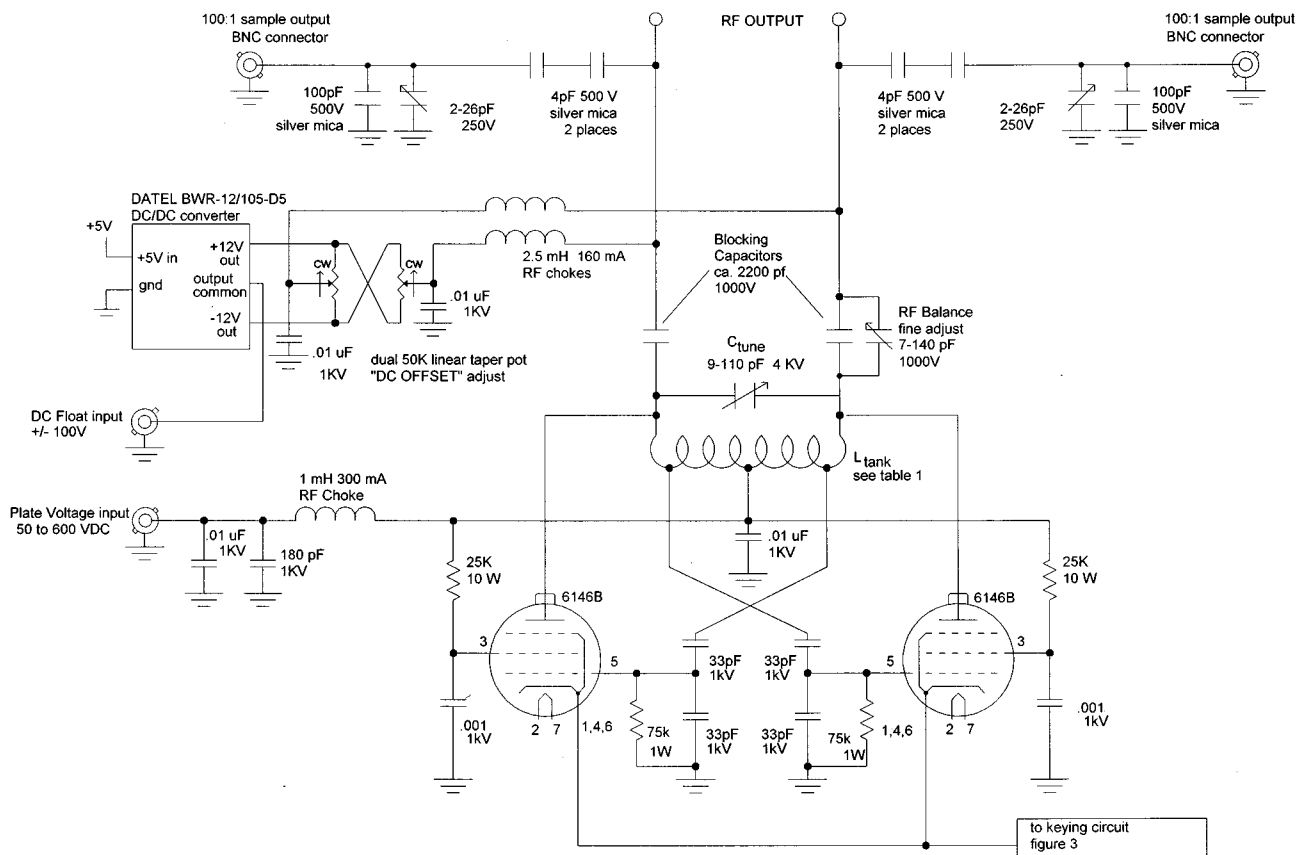 100:1 sample output
BNC connector
RF OUTPUT
100:1 sample output
BNC connector
100pF
500V
silver mica
2-26pF
250V
4pF 500 V
silver mica
2 places
4pF 500 V
silver mica
2 places
2-26pF
250V
100pF
500V
silver mica
DATEL BWR-12/105-D5
DC/DC converter
+5V
+5V in
gnd
+12V
out
output
common
-12V
out
cw
cw
2.5 mH 160 mA
RF chokes
.01 uF
1KV
.01 uF
1KV
dual 50K linear taper pot
"DC OFFSET" adjust
Blocking
Capacitors
ca. 2200 pf
1000V
RF Balance
fine adjust
7-140 pF
1000V
Ctune
9-110 pF 4 KV
DC Float input
+/- 100V
Ltank
see table 1
1 mH 300 mA
RF Choke
Plate Voltage input
50 to 600 VDC
.01 uF
1KV
180 pF
1KV
.01 uF
1KV
25K
10 W
25K
10 W
6146B
6146B
3
5
5
3
33pF
1kV
33pF
1kV
.001
1kV
2 7
1,4,6
75k
1W
33pF
1kV
33pF
1kV
75k
1W
1,4,6
2 7
.001
1kV
to keying circuit
figure 3